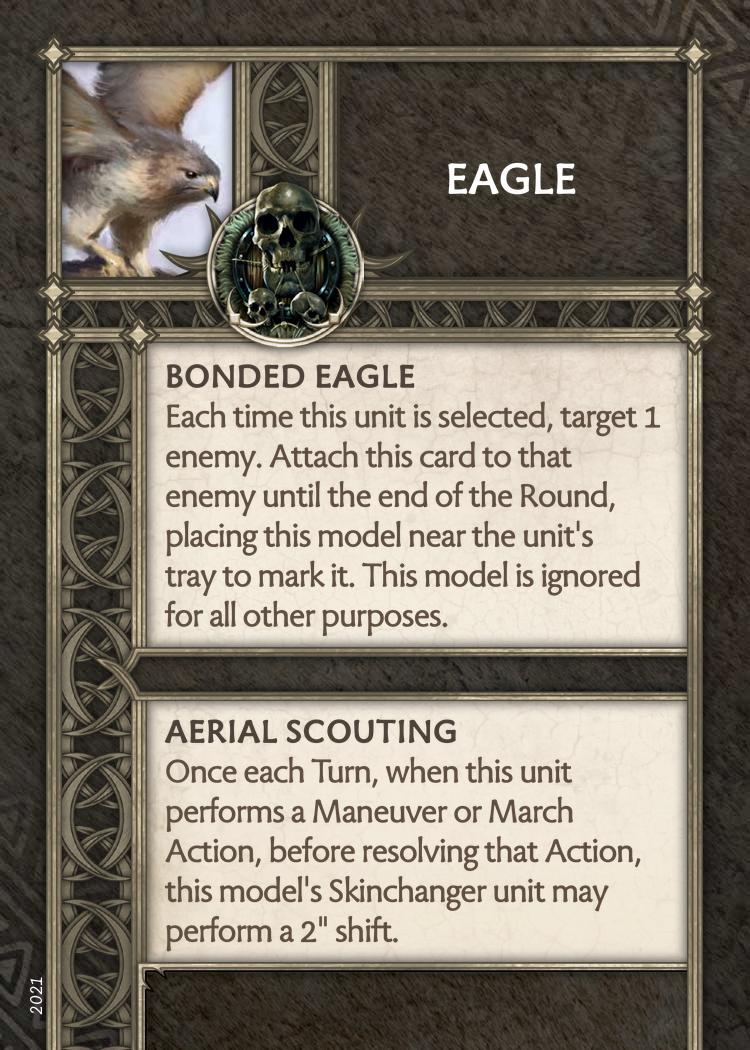 EAGLE
BONDED EAGLE
Each time this unit is selected, target 1
enemy. Attach this card to that
enemy until the end of the Round,
placing this model near the unit's
tray to mark it. This model is ignored
for all other purposes.
AERIAL SCOUTING
Once each Turn, when this unit
performs a Maneuver or March
Action, before resolving that Action,
this model's Skinchanger unit may
perform a 2" shift.
2021